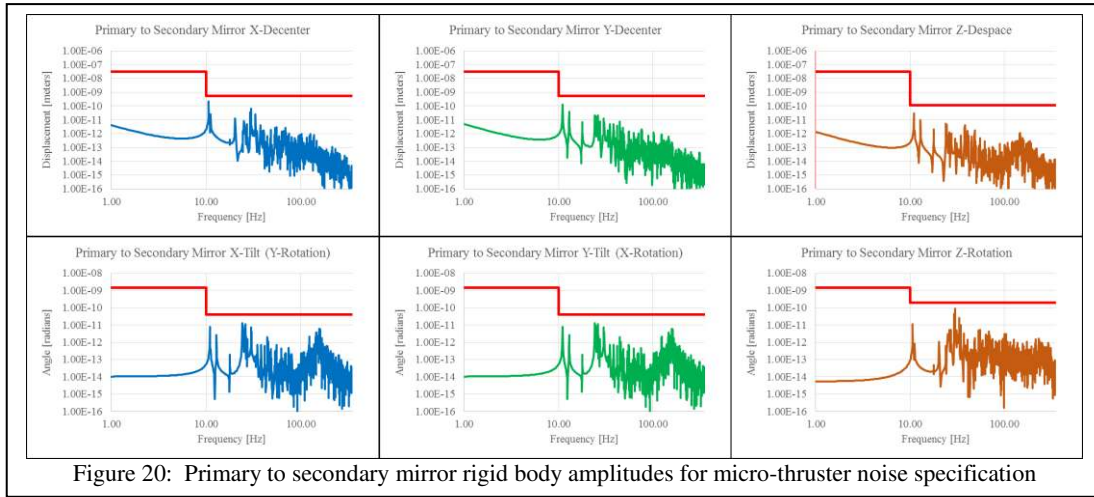 Primary to Secondary Mirror X-Decenter
1.00E-06
1.00E-07
1.00E-08
1.00E-09
1.00E-10
1.00E-11
1.00E-12
1.00E-13
1.00E-14
1.00E-15
1.00E-16
Displacement [meters]
1.00
10.00
100.00
Frequency [Hz]
Primary to Secondary Mirror Y-Decenter
1.00E-06
1.00E-07
1.00E-08
1.00E-09
1.00E-10
1.00E-11
1.00E-12
1.00E-13
1.00E-14
1.00E-15
1.00E-16
Displacement [meters]
1.00
10.00
100.00
Frequency [Hz]
Primary to Secondary Mirror Z-Despace
1.00E-06
1.00E-07
1.00E-08
1.00E-09
1.00E-10
1.00E-11
1.00E-12
1.00E-13
1.00E-14
1.00E-15
1.00E-16
Displacement [meters]
1.00
10.00
100.00
Frequency [Hz]
Primary to Secondary Mirror X-Tilt (Y-Rotation)
1.00E-08
1.00E-09
1.00E-10
1.00E-11
1.00E-12
1.00E-13
1.00E-14
1.00E-15
1.00E-16
Angle [radians]
1.00
10.00
100.00
Frequency [Hz]
Primary to Secondary Mirror Y-Tilt (X-Rotation)
1.00E-08
1.00E-09
1.00E-10
1.00E-11
1.00E-12
1.00E-13
1.00E-14
1.00E-15
1.00E-16
Angle [radians]
1.00
10.00
100.00
Frequency [Hz]
Primary to Secondary Mirror Z-Rotation
1.00E-08
1.00E-09
1.00E-10
1.00E-11
1.00E-12
1.00E-13
1.00E-14
1.00E-15
1.00E-16
Angle [radians]
1.00
10.00
100.00
Frequency [Hz]
Figure 20: Primary to secondary mirror rigid body amplitudes for micro-thruster noise specification